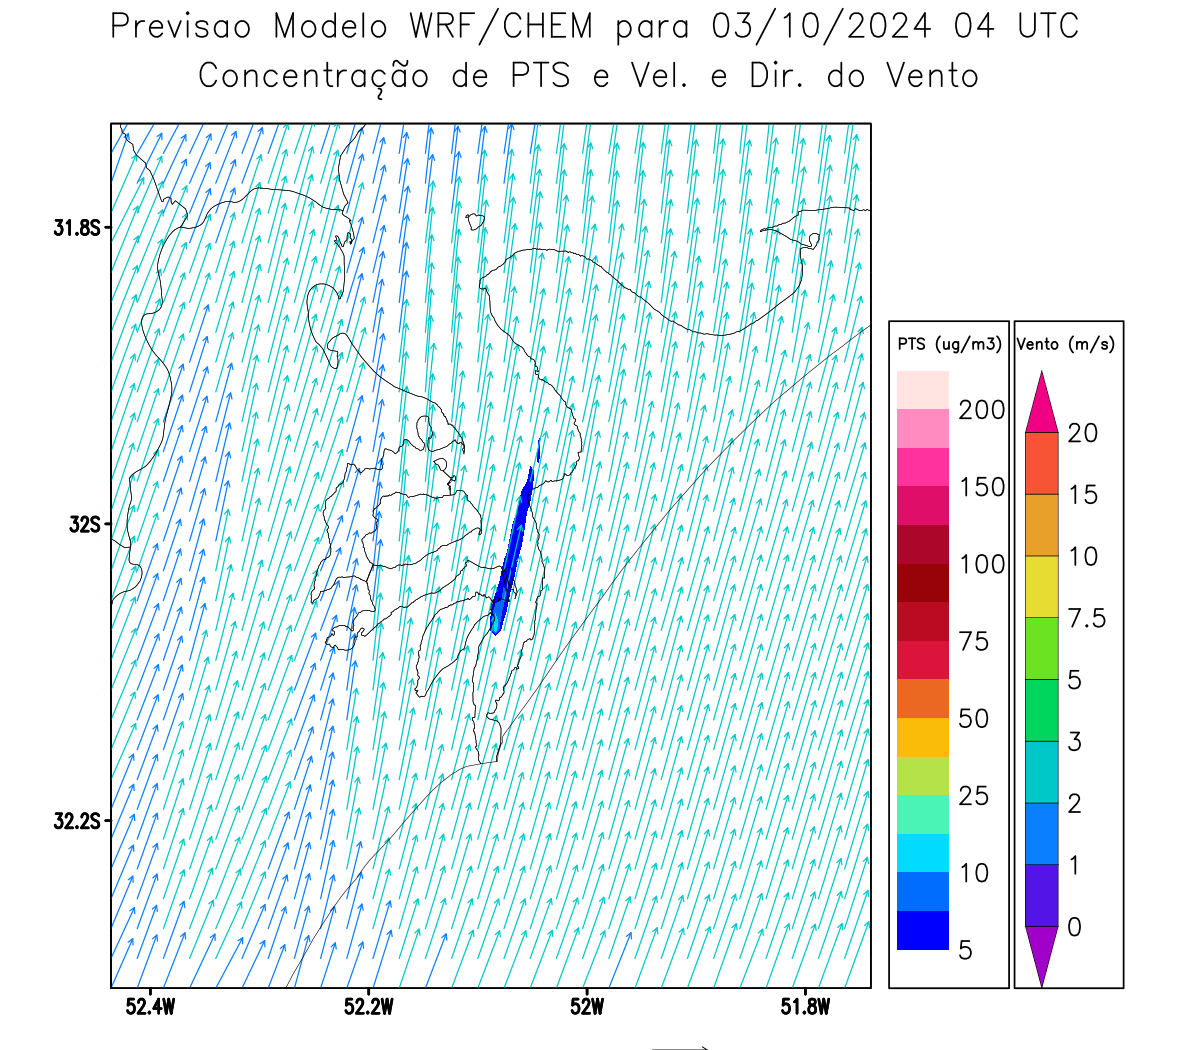 Previsao Modelo WRF/CHEM para 03/10/2024 04 UTC
Concentração de PTS e Vel. e Dir. do Vento
31.8S
32S
32.2S
52.4W 52.2W 52W 51.8W
PTS (ug/m3)
200
150
100
75
50
25
10
5
Vento (m/s)
20
15
10
7.5
5
3
2
1
0